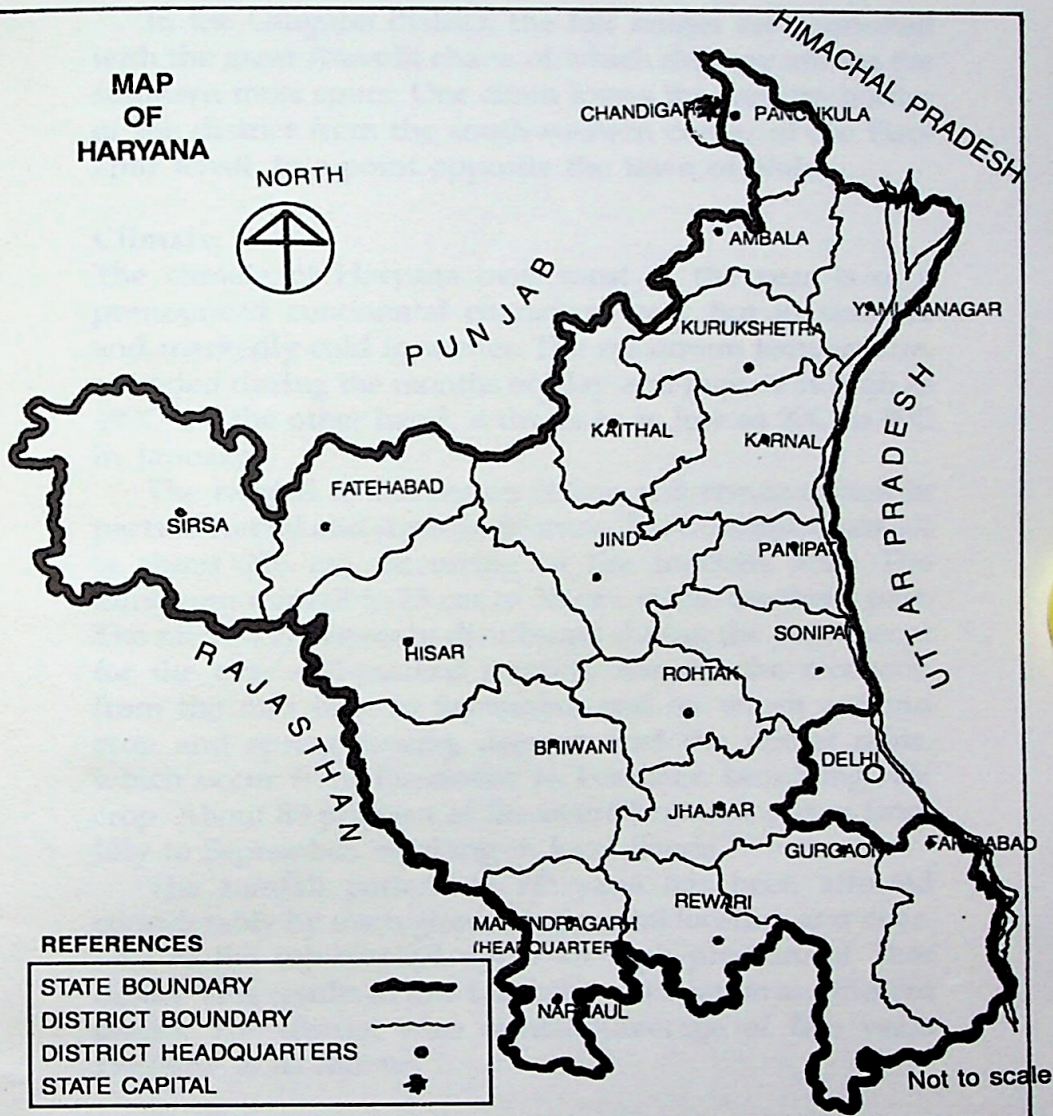 MAP
OF
HARYANA
NORTH
HIMACHAL PRADESH
CHANDIGARH
PANCHKULA
AMBALA
YAMUNANAGAR
PUNJAB
KURUKSHETRA
KAITHAL
KARNAL
UTTAR PRADESH
FATEHABAD
SIRSA
JIND
PANIPAT
SONIPAT
HISAR
ROHTAK
RAJASTHAN
BHIWANI
DELHI
JHAJJAR
GURGAON
FARIDABAD
REWARI
MAHENDRAGARH
(HEADQUARTER)
NARNAUL
REFERENCES
STATE BOUNDARY
DISTRICT BOUNDARY
DISTRICT HEADQUARTERS
STATE CAPITAL
Not to scale